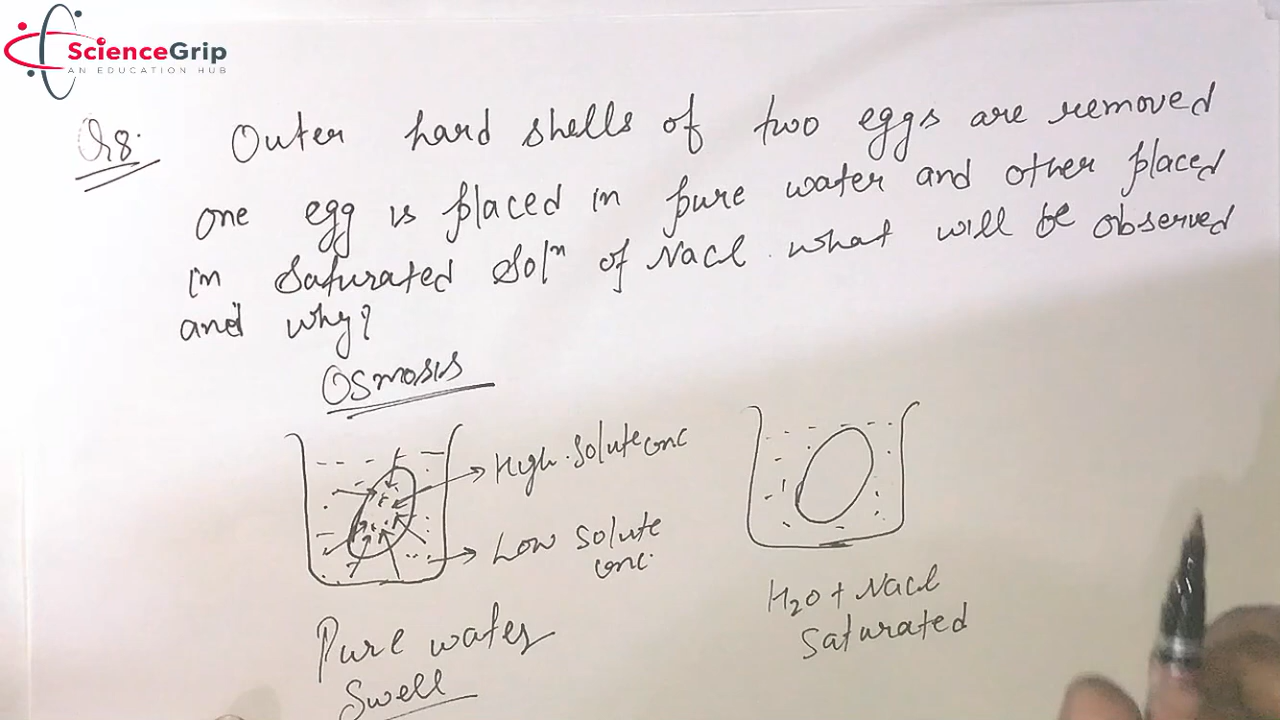 ScienceGrip
AN EDUCATION HUB
Q8. Outer hard shells of two eggs are removed
one egg is placed in pure water and other placed
in saturated Solⁿ of NaCl. what will be observed
and why?
Osmosis
High Solute conc
Low Solute
conc.
Pure water
Swell
H₂O + NaCl
Saturated